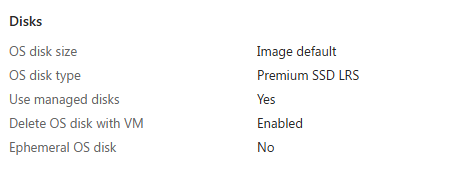 Disks
OS disk size Image default
OS disk type Premium SSD LRS
Use managed disks Yes
Delete OS disk with VM Enabled
Ephemeral OS disk No